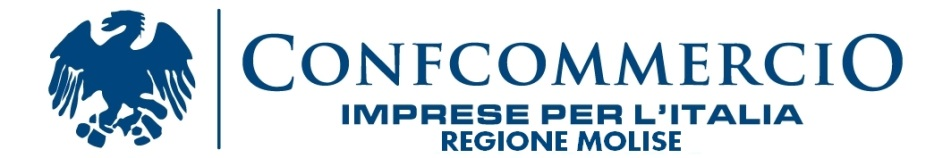 CONFCOMMERCIO
IMPRESE PER L'ITALIA
REGIONE MOLISE